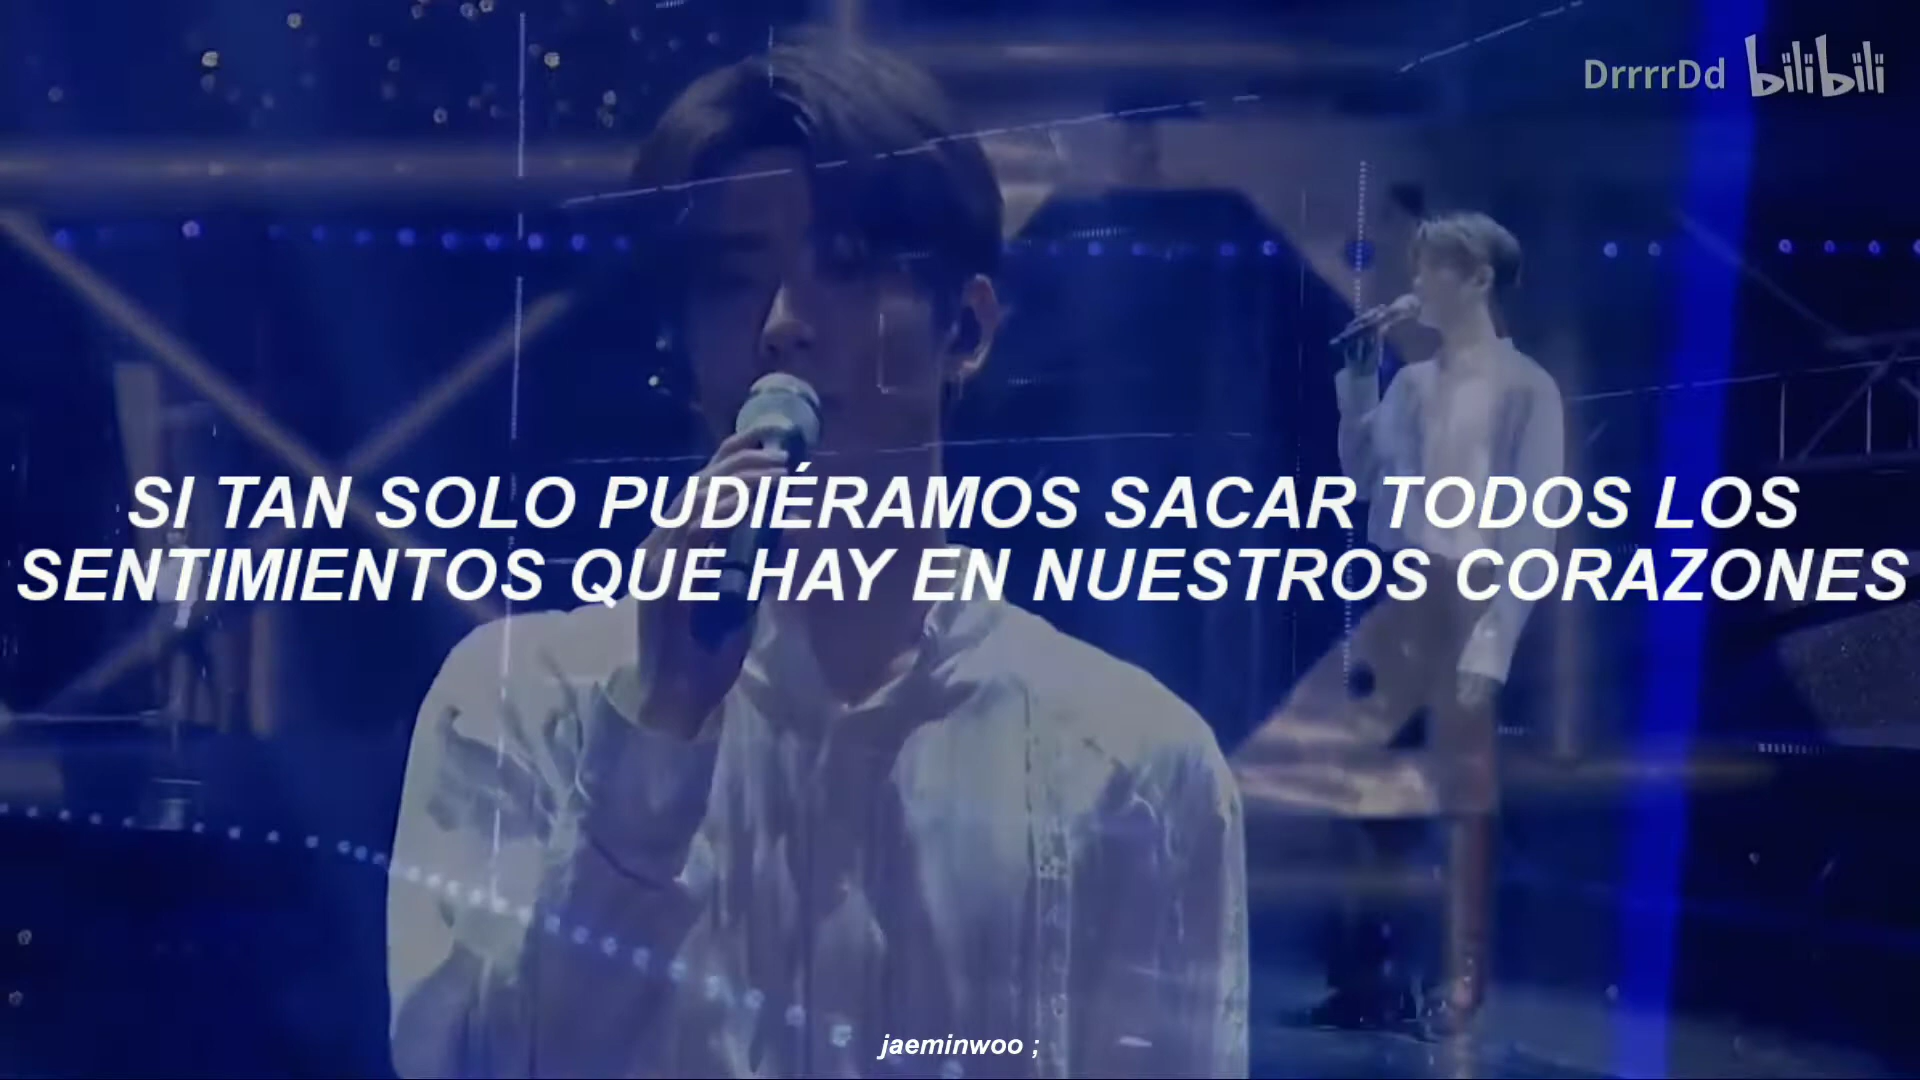 DrrrrDd bilibili
SI TAN SOLO PUDIÉRAMOS SACAR TODOS LOS
SENTIMIENTOS QUE HAY EN NUESTROS CORAZONES
jaeminwoo ;